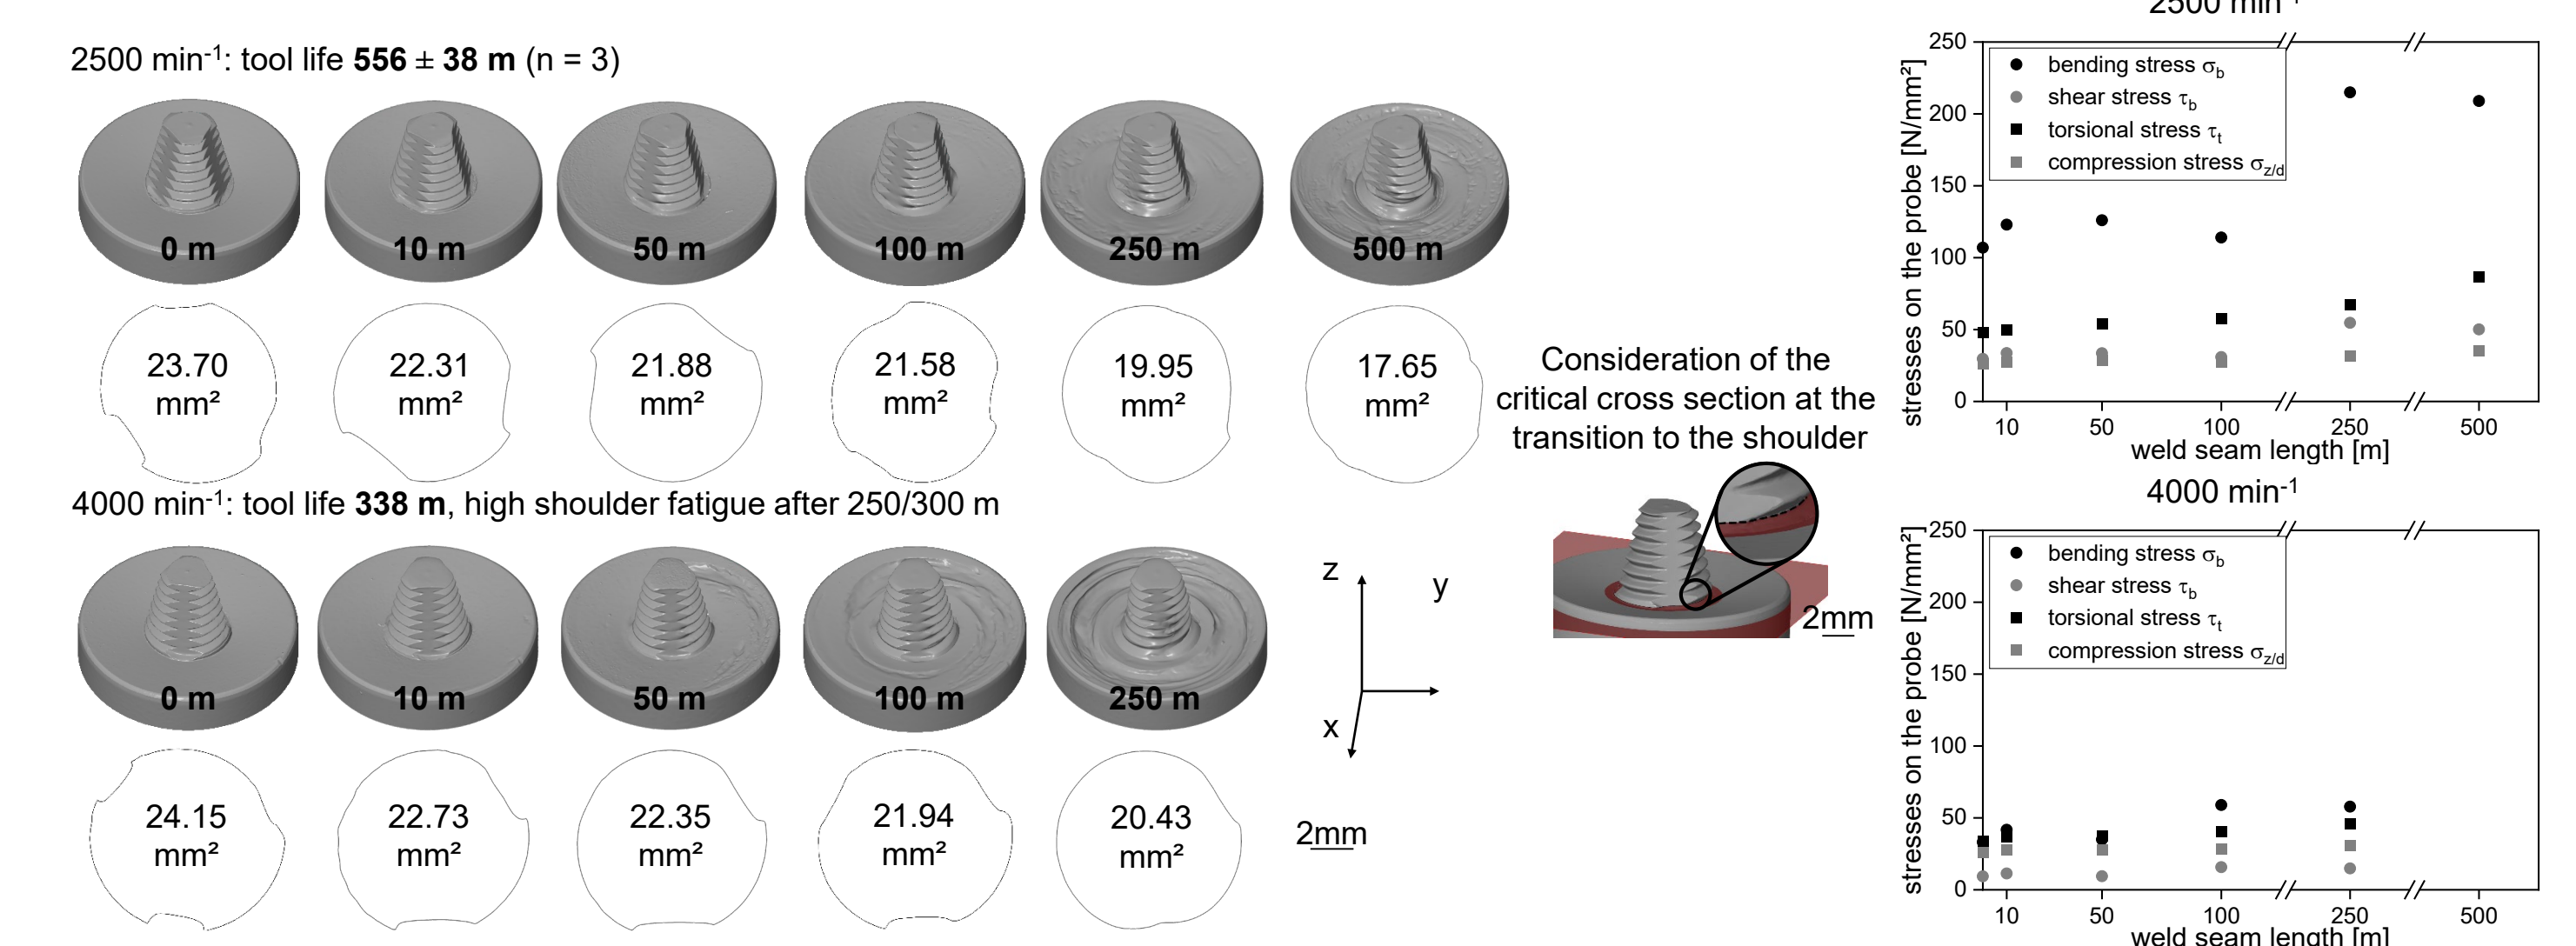 2500 min⁻¹: tool life 556 ± 38 m (n = 3)
0 m
10 m
50 m
100 m
250 m
500 m
23.70
mm²
22.31
mm²
21.88
mm²
21.58
mm²
19.95
mm²
17.65
mm²
4000 min⁻¹: tool life 338 m, high shoulder fatigue after 250/300 m
0 m
10 m
50 m
100 m
250 m
24.15
mm²
22.73
mm²
22.35
mm²
21.94
mm²
20.43
mm²
z
y
x
2mm
Consideration of the
critical cross section at the
transition to the shoulder
2mm
2500 min⁻¹
stresses on the probe [N/mm²]
250
200
150
100
50
0
bending stress σb
shear stress τb
torsional stress τt
compression stress σz/d
10 50 100 250 500
weld seam length [m]
4000 min⁻¹
stresses on the probe [N/mm²]
250
200
150
100
50
0
bending stress σb
shear stress τb
torsional stress τt
compression stress σz/d
10 50 100 250 500
weld seam length [m]